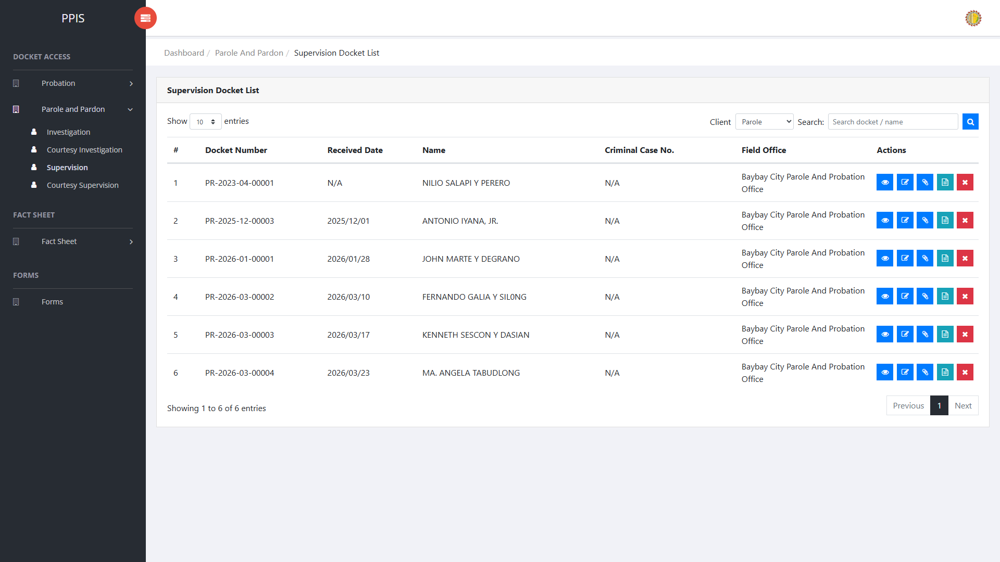 PPIS
DOCKET ACCESS
Probation
Parole and Pardon
Investigation
Courtesy Investigation
Supervision
Courtesy Supervision
FACT SHEET
Fact Sheet
FORMS
Forms
Dashboard / Parole And Pardon / Supervision Docket List
Supervision Docket List
Show 10 entries Client Parole Search: Search docket / name
# Docket Number Received Date Name Criminal Case No. Field Office Actions
1 PR-2023-04-00001 N/A NILIO SALAPI Y PERERO N/A Baybay City Parole And Probation
Office
2 PR-2025-12-00003 2025/12/01 ANTONIO IYANA, JR. N/A Baybay City Parole And Probation
Office
3 PR-2026-01-00001 2026/01/28 JOHN MARTE Y DEGRANO N/A Baybay City Parole And Probation
Office
4 PR-2026-03-00002 2026/03/10 FERNANDO GALIA Y SIL0NG N/A Baybay City Parole And Probation
Office
5 PR-2026-03-00003 2026/03/17 KENNETH SESCON Y DASIAN N/A Baybay City Parole And Probation
Office
6 PR-2026-03-00004 2026/03/23 MA. ANGELA TABUDLONG N/A Baybay City Parole And Probation
Office
Showing 1 to 6 of 6 entries Previous 1 Next